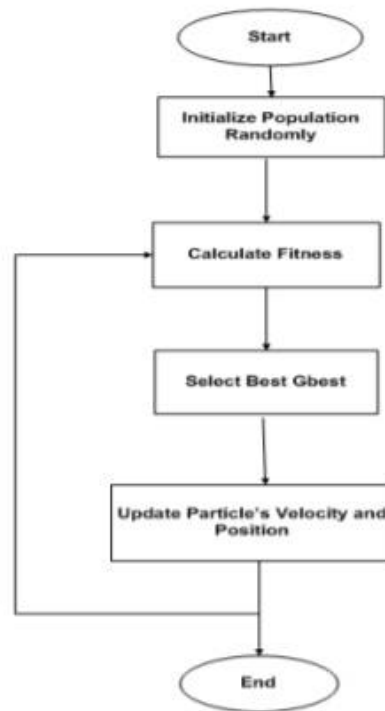 Start
Initialize Population
Randomly
Calculate Fitness
Select Best Gbest
Update Particle's Velocity and
Position
End